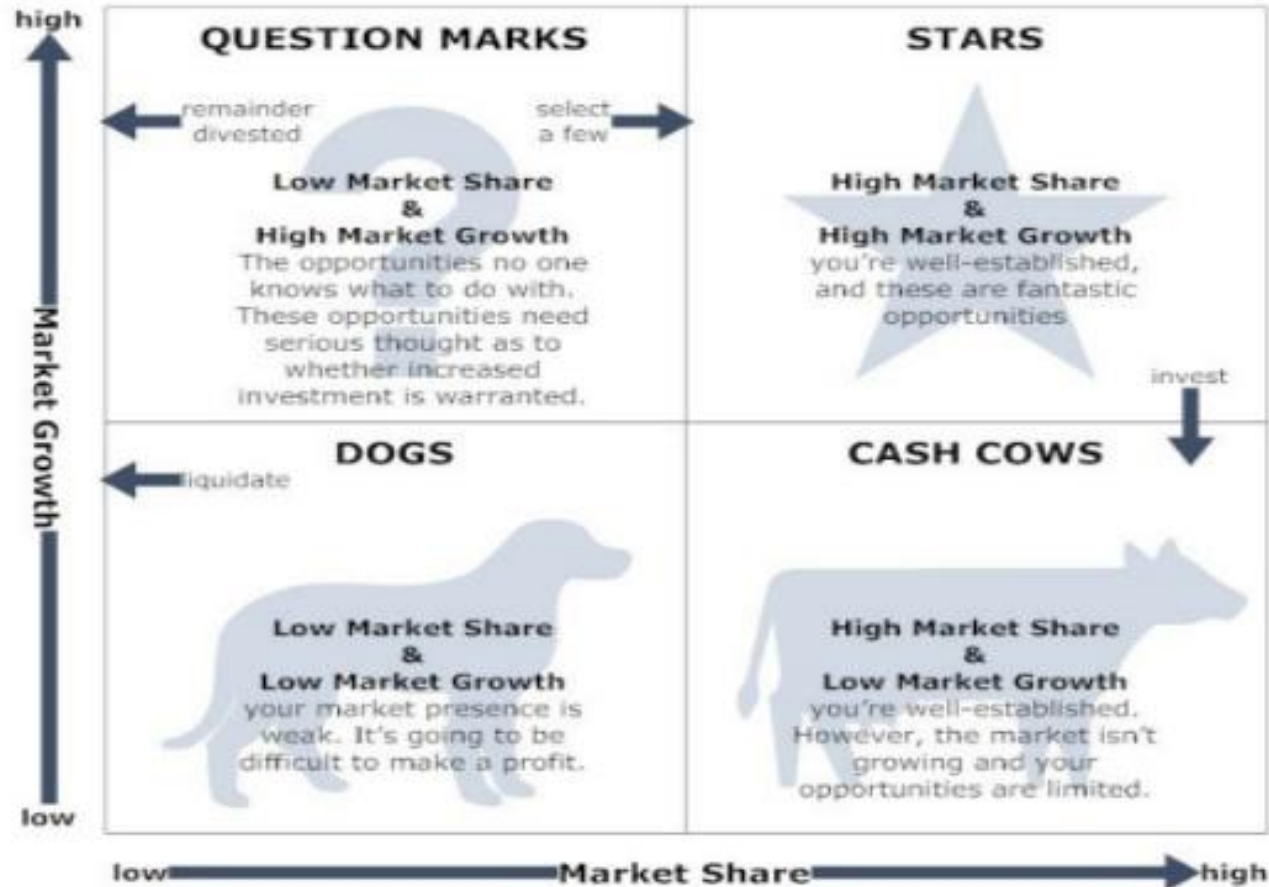 high
QUESTION MARKS
remainder
divested
select
a few
Low Market Share
&
High Market Growth
The opportunities no one
knows what to do with.
These opportunities need
serious thought as to
whether increased
investment is warranted.
STARS
High Market Share
&
High Market Growth
you're well-established,
and these are fantastic
opportunities
invest
Market Growth
DOGS
liquidate
Low Market Share
&
Low Market Growth
your market presence is
weak. It's going to be
difficult to make a profit.
CASH COWS
High Market Share
&
Low Market Growth
you're well-established.
However, the market isn't
growing and your
opportunities are limited.
low
low
Market Share
high